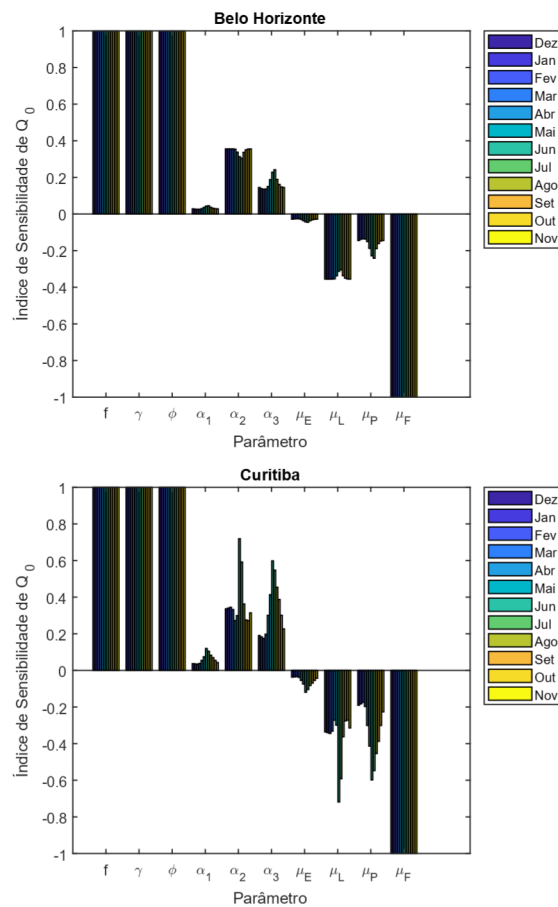 Belo Horizonte
Índice de Sensibilidade de Q0
1
0.8
0.6
0.4
0.2
0
-0.2
-0.4
-0.6
-0.8
-1
f γ ϕ α1 α2 α3 μE μL μP μF
Parâmetro
Dez
Jan
Fev
Mar
Abr
Mai
Jun
Jul
Ago
Set
Out
Nov
Curitiba
Índice de Sensibilidade de Q0
1
0.8
0.6
0.4
0.2
0
-0.2
-0.4
-0.6
-0.8
-1
f γ ϕ α1 α2 α3 μE μL μP μF
Parâmetro
Dez
Jan
Fev
Mar
Abr
Mai
Jun
Jul
Ago
Set
Out
Nov